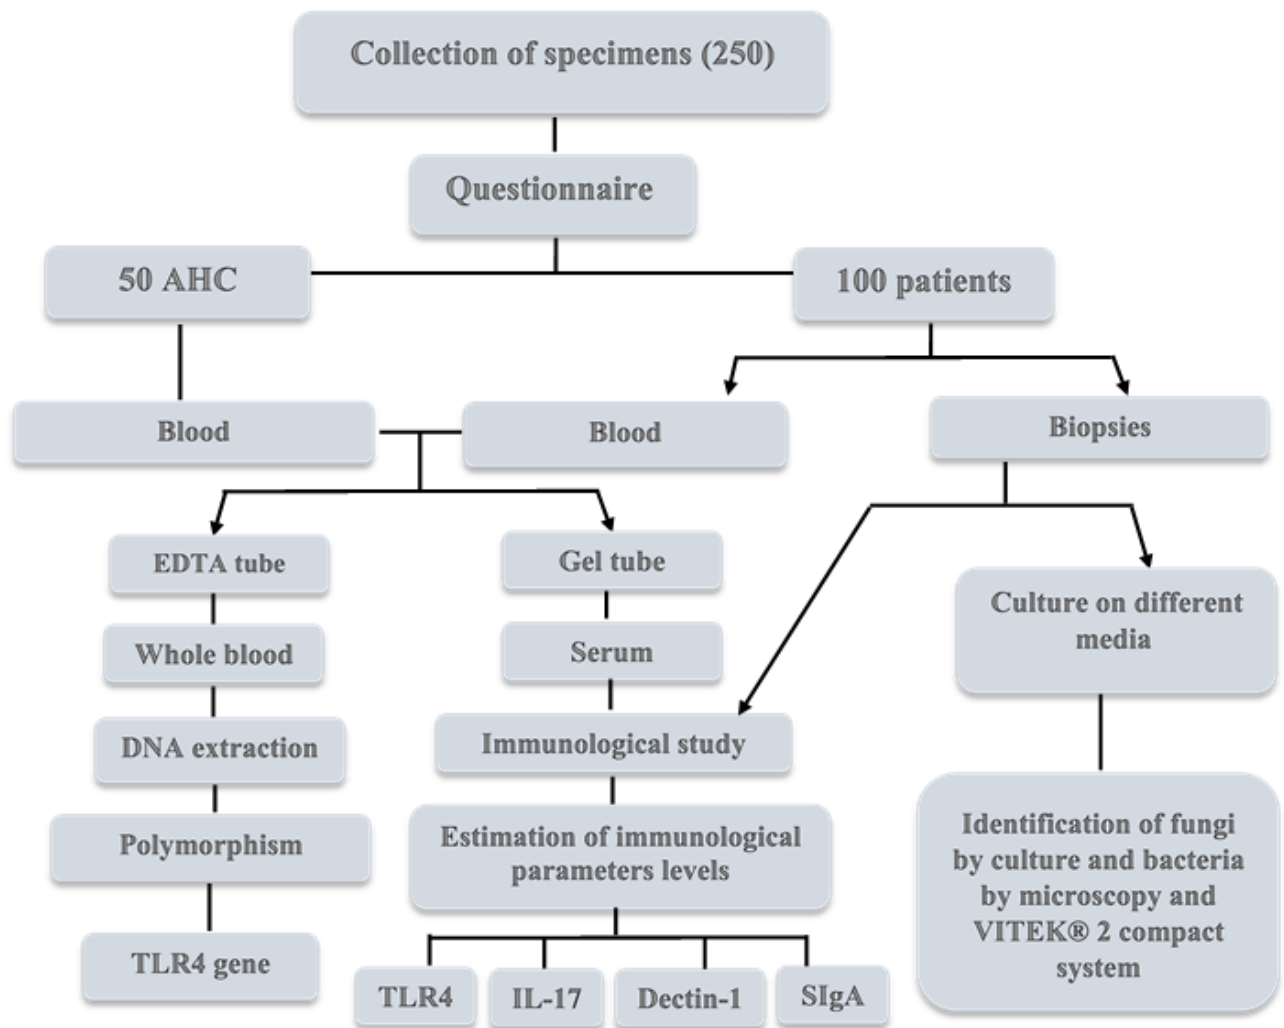 Collection of specimens (250)
Questionnaire
50 AHC
100 patients
Blood
Blood
Biopsies
EDTA tube
Gel tube
Culture on different
media
Whole blood
Serum
DNA extraction
Immunological study
Polymorphism
Estimation of immunological
parameters levels
Identification of fungi
by culture and bacteria
by microscopy and
VITEK® 2 compact
system
TLR4 gene
TLR4
IL-17
Dectin-1
SIgA